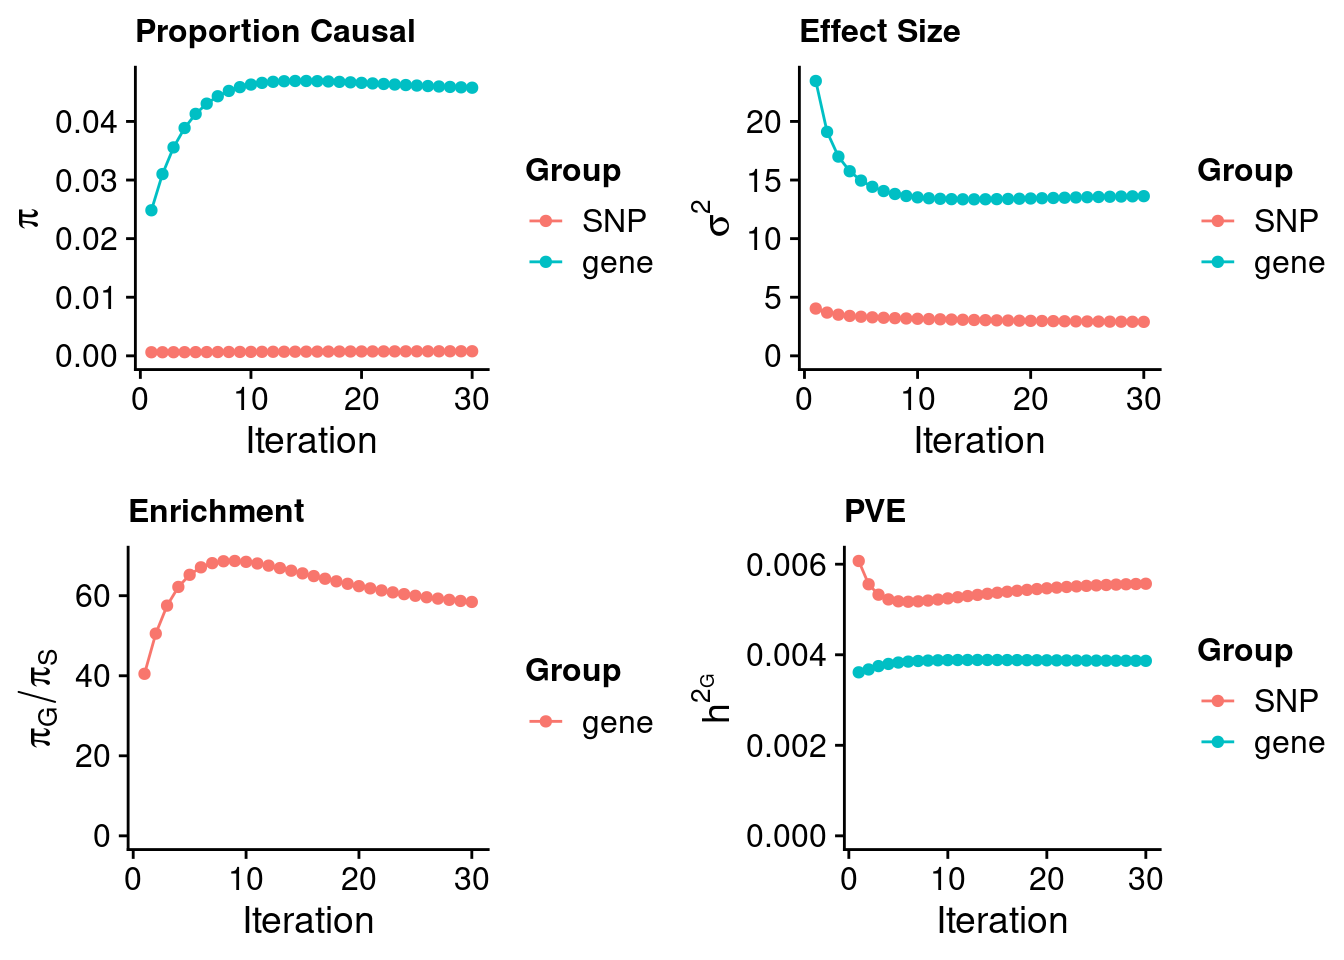 Proportion Causal
π
0.04
0.03
0.02
0.01
0.00
0 10 20 30
Iteration
Group
SNP
gene
Effect Size
σ²
20
15
10
5
0
0 10 20 30
Iteration
Group
SNP
gene
Enrichment
π_G/π_S
60
40
20
0
0 10 20 30
Iteration
Group
gene
PVE
h²G
0.006
0.004
0.002
0.000
0 10 20 30
Iteration
Group
SNP
gene